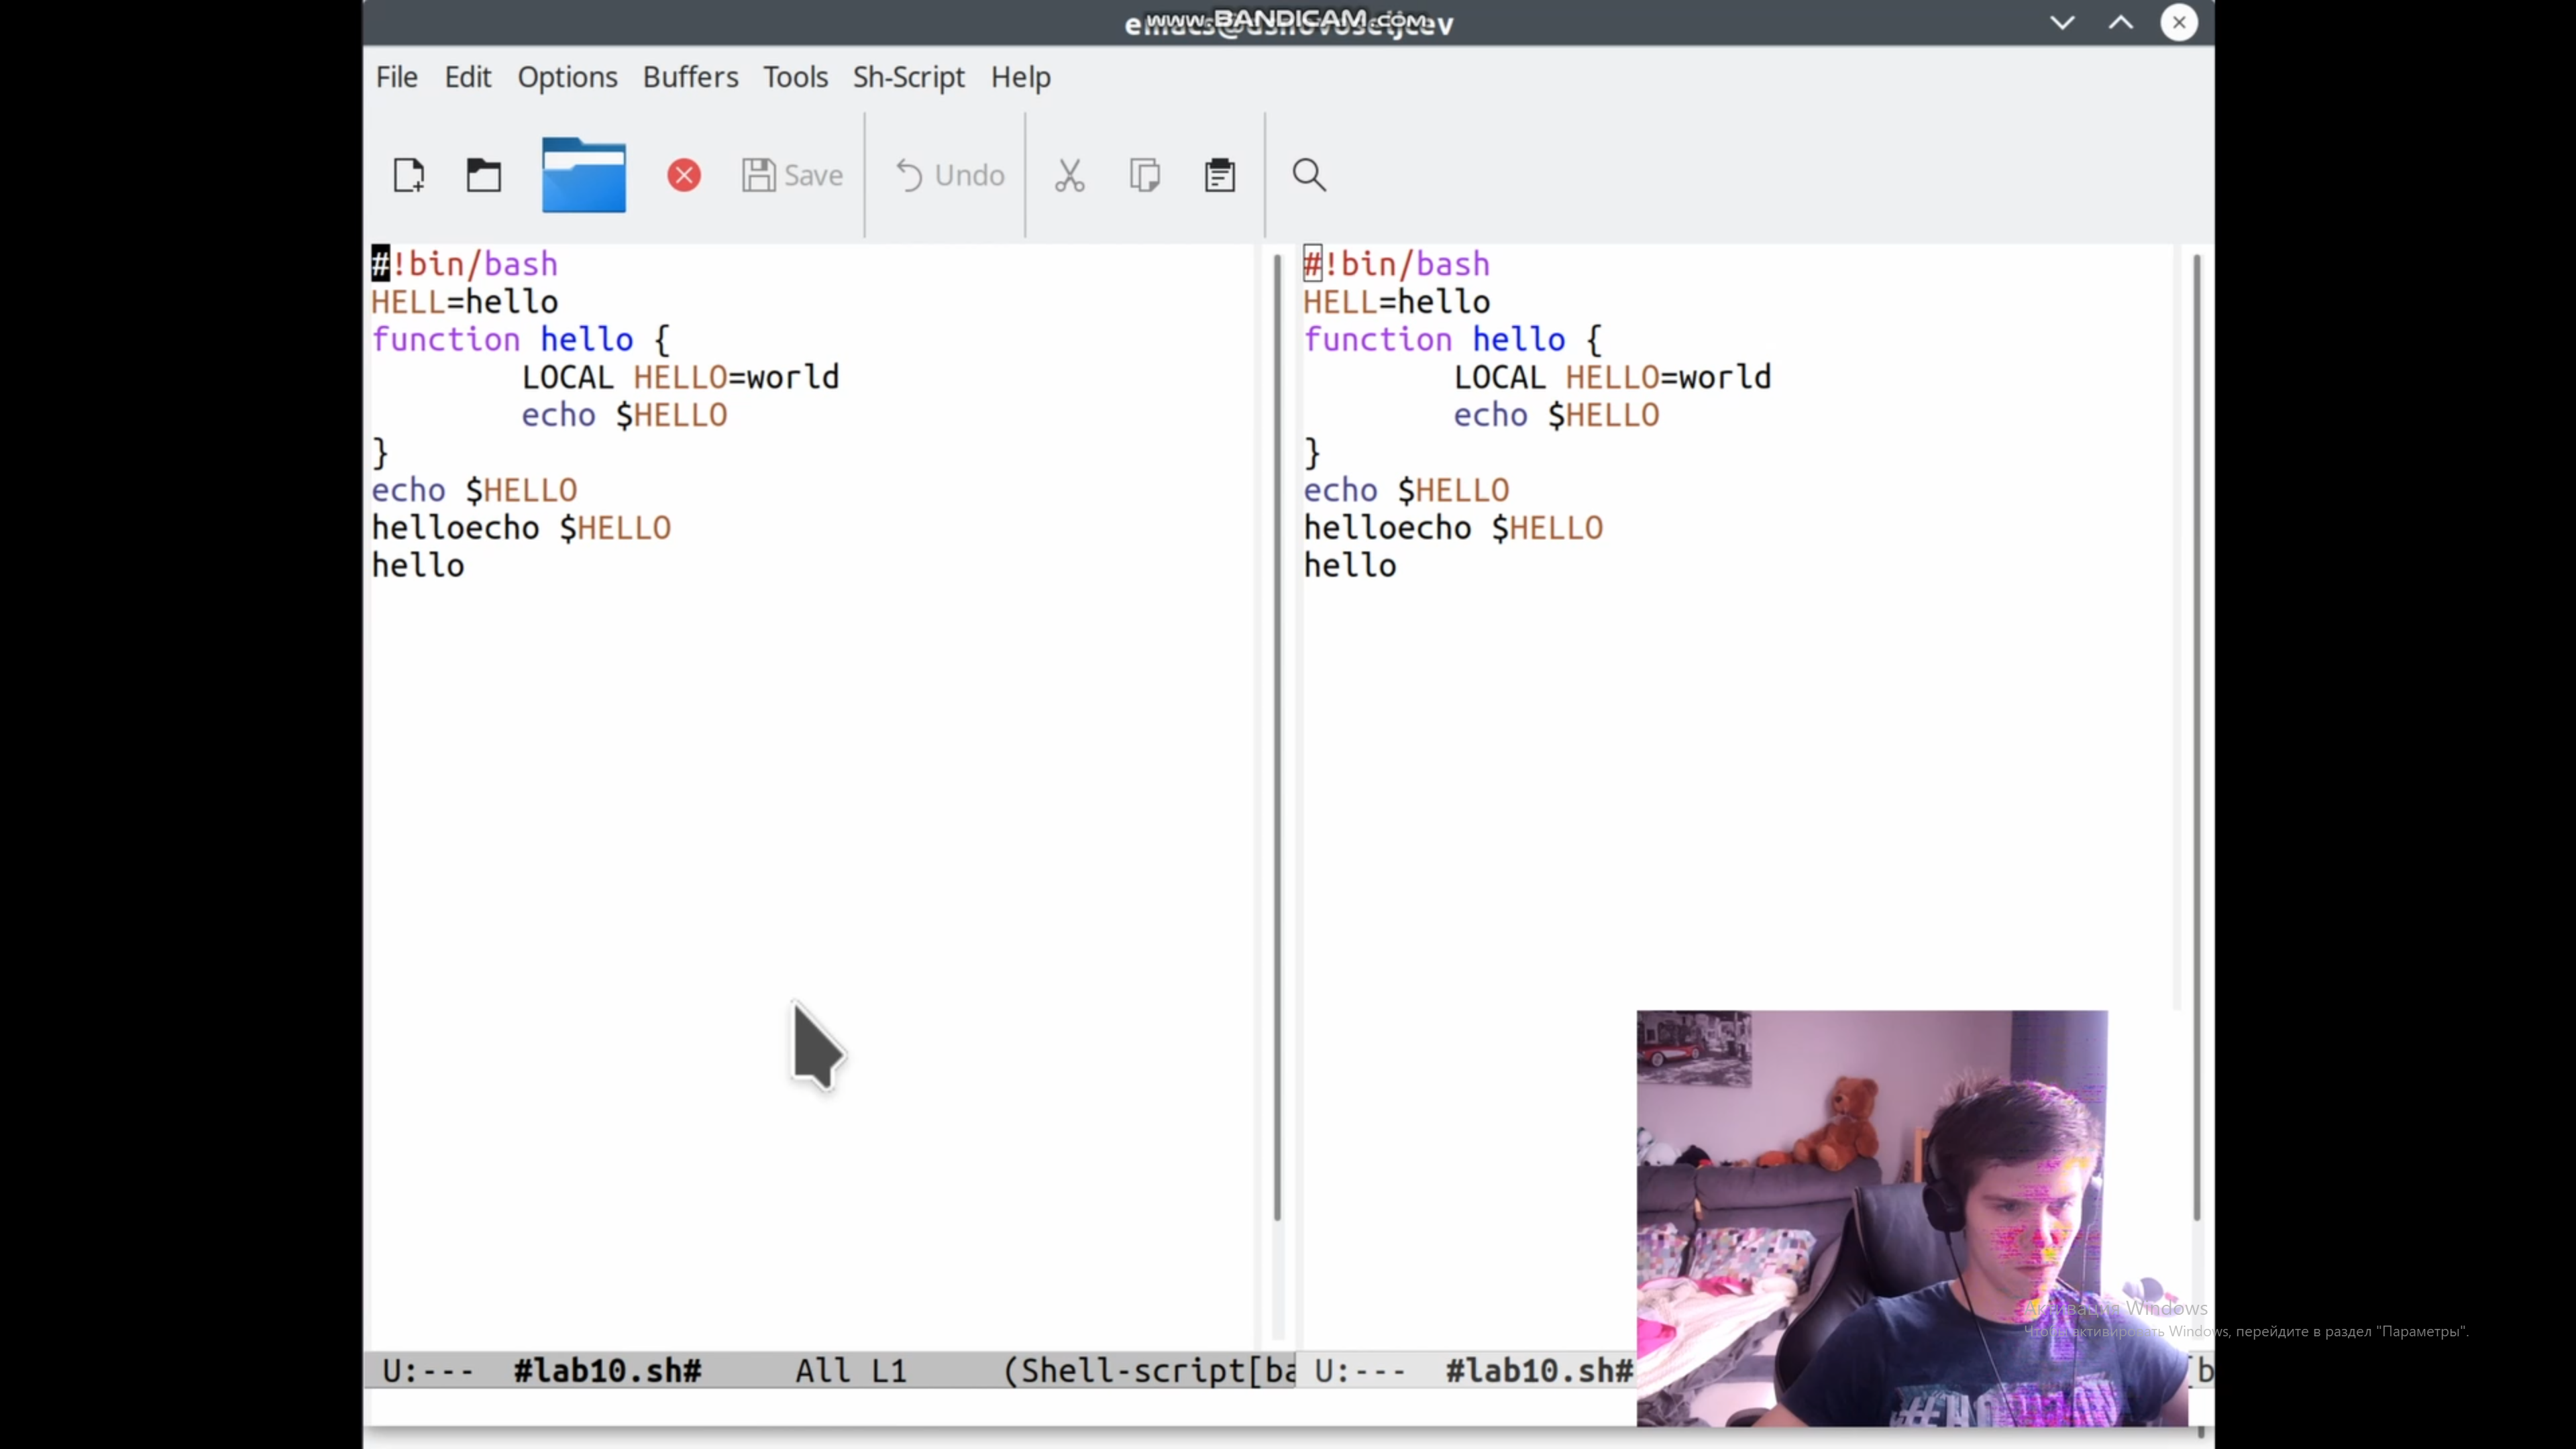 www.BANDICAM.com
File Edit Options Buffers Tools Sh-Script Help
Save Undo
#!bin/bash
HELL=hello
function hello {
LOCAL HELLO=world
echo $HELLO
}
echo $HELLO
helloecho $HELLO
hello
#!bin/bash
HELL=hello
function hello {
LOCAL HELLO=world
echo $HELLO
}
echo $HELLO
helloecho $HELLO
hello
U:--- #lab10.sh# All L1 (Shell-script[ba
U:--- #lab10.sh# [b
Активация Windows
Чтобы активировать Windows, перейдите в раздел "Параметры".